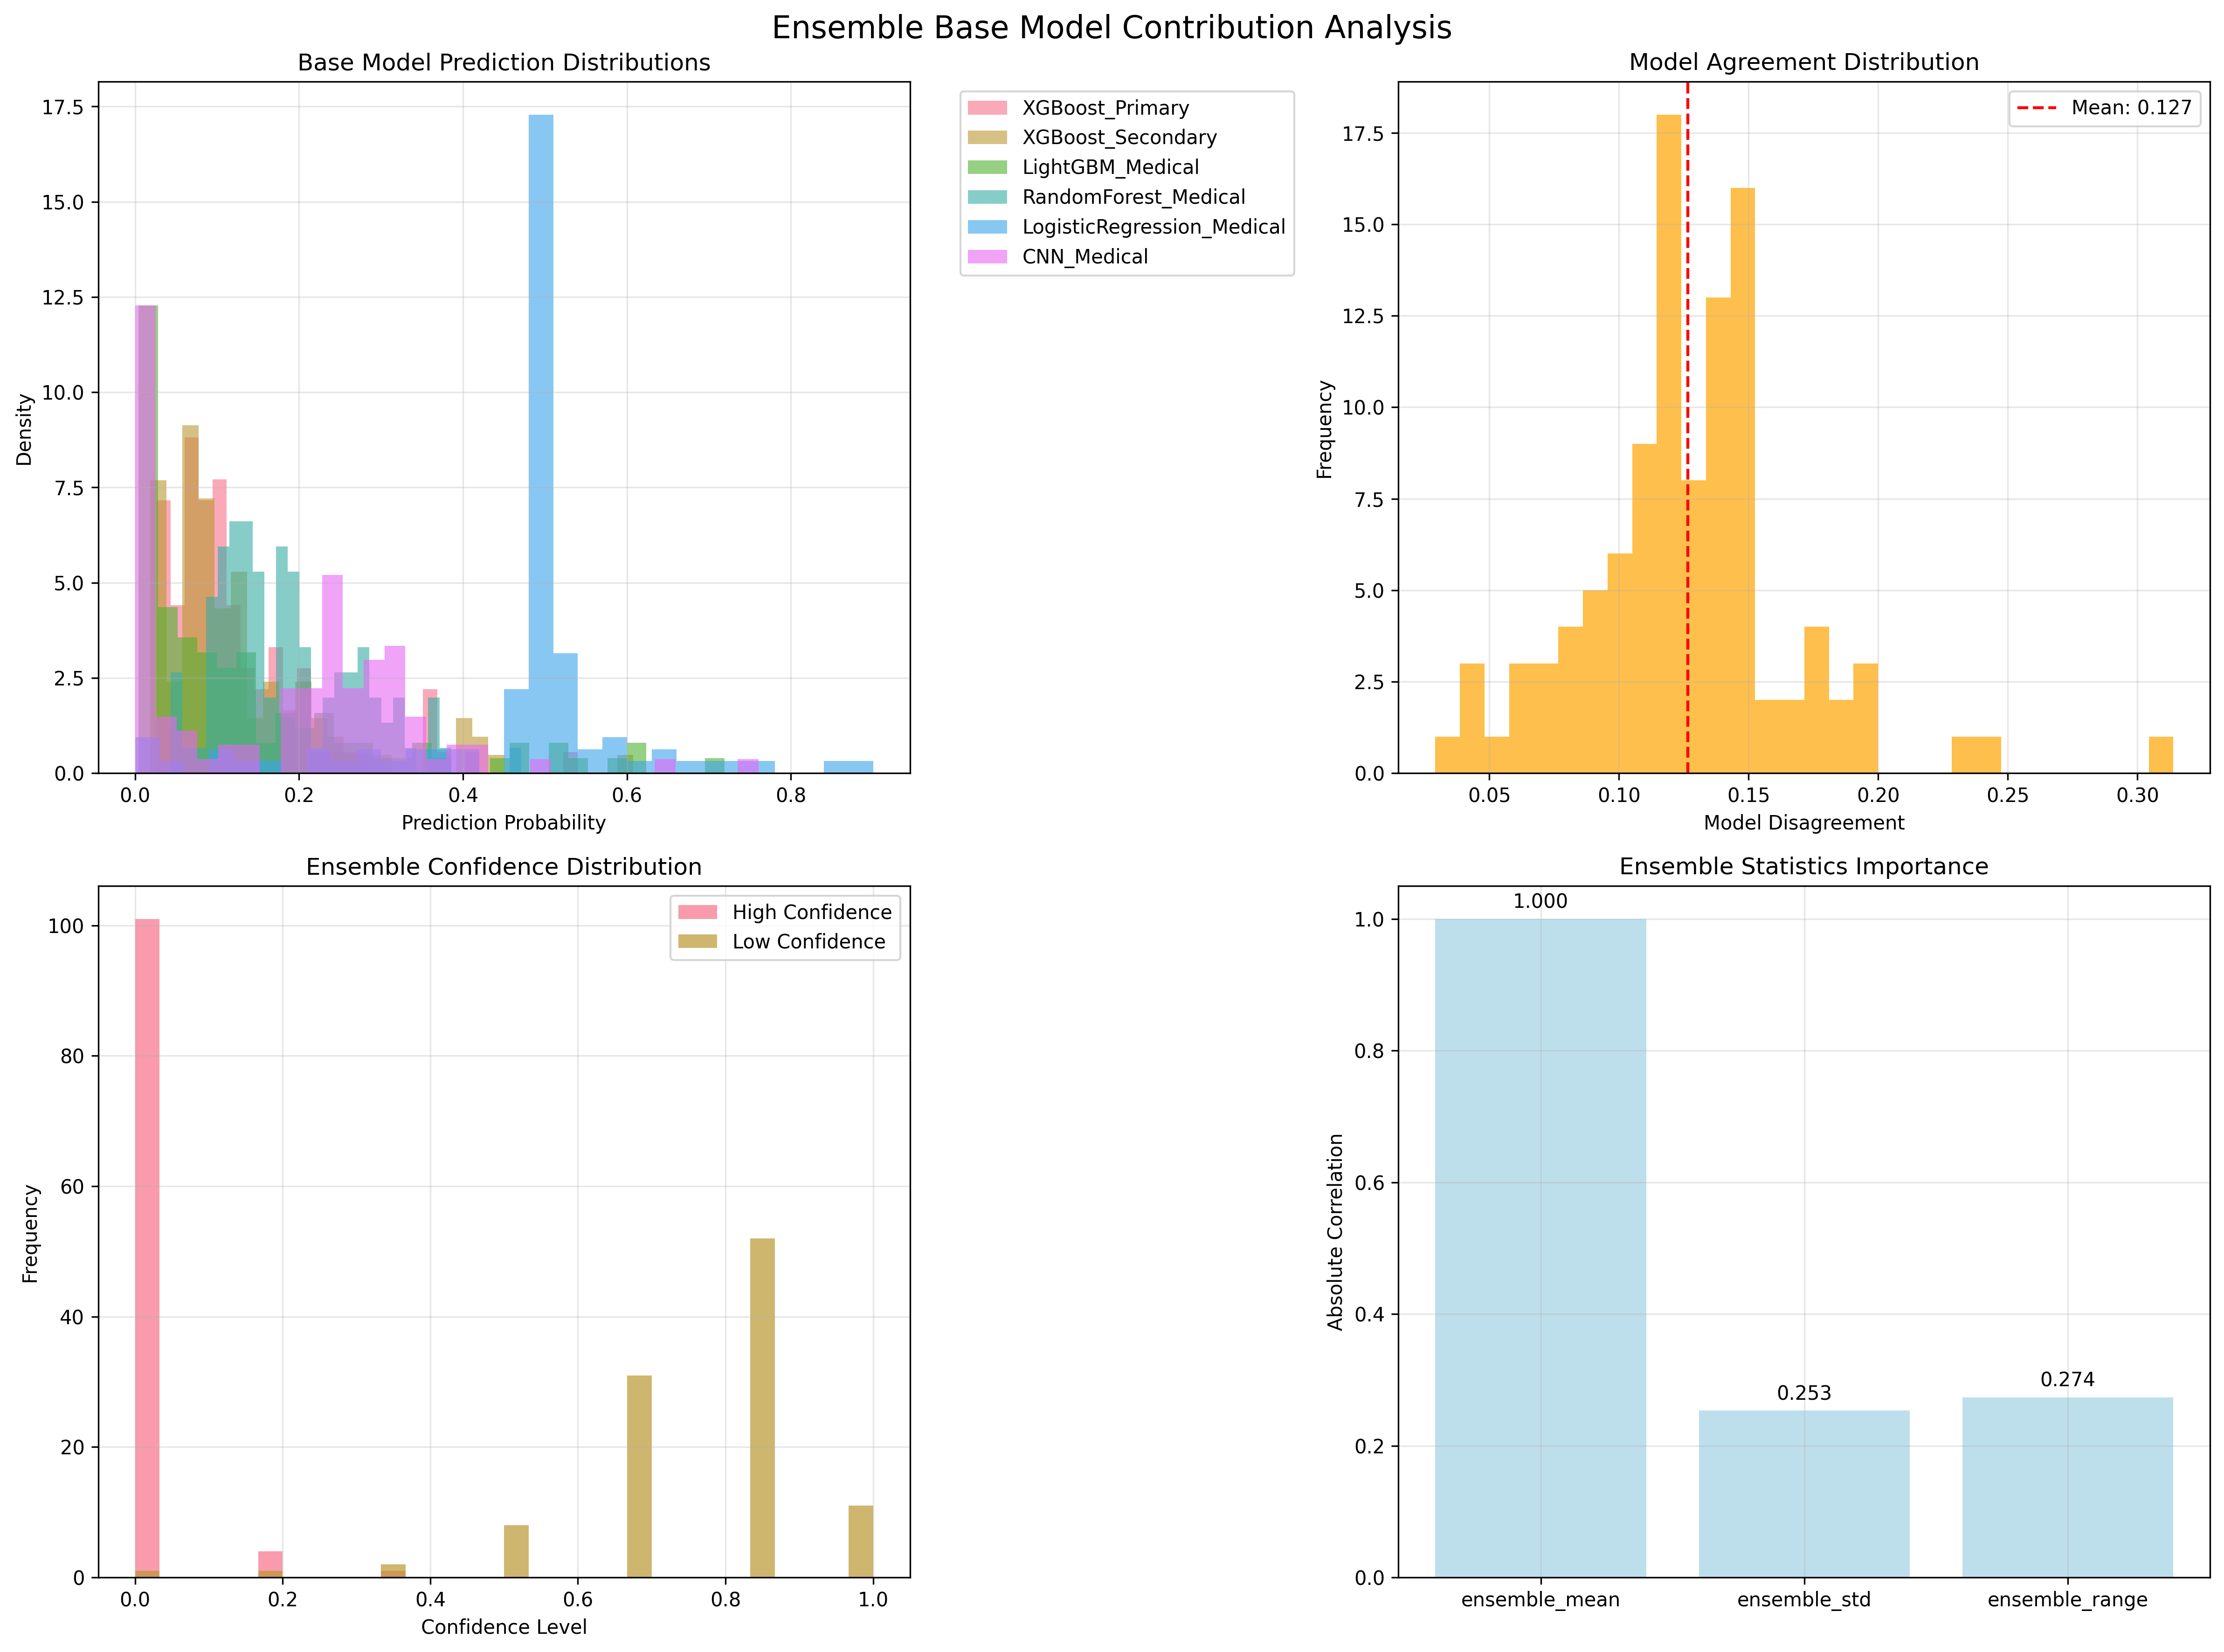 Ensemble Base Model Contribution Analysis
Base Model Prediction Distributions
Density
17.5
15.0
12.5
10.0
7.5
5.0
2.5
0.0
0.0 0.2 0.4 0.6 0.8
Prediction Probability
XGBoost_Primary
XGBoost_Secondary
LightGBM_Medical
RandomForest_Medical
LogisticRegression_Medical
CNN_Medical
Model Agreement Distribution
Mean: 0.127
Frequency
17.5
15.0
12.5
10.0
7.5
5.0
2.5
0.0
0.05 0.10 0.15 0.20 0.25 0.30
Model Disagreement
Ensemble Confidence Distribution
High Confidence
Low Confidence
Frequency
100
80
60
40
20
0
0.0 0.2 0.4 0.6 0.8 1.0
Confidence Level
Ensemble Statistics Importance
Absolute Correlation
1.0
0.8
0.6
0.4
0.2
0.0
1.000
0.253
0.274
ensemble_mean ensemble_std ensemble_range